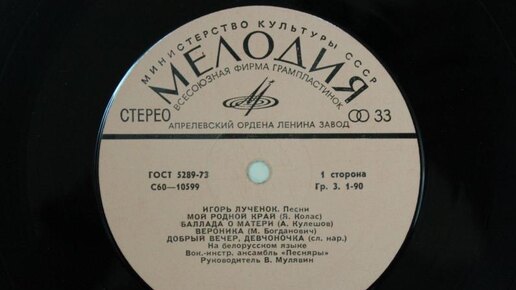 МИНИСТЕРСТВО КУЛЬТУРЫ СССР
МЕЛОДИЯ
ВСЕСОЮЗНАЯ ФИРМА ГРАМПЛАСТИНОК
СТЕРЕО 33
АПРЕЛЕВСКИЙ ОРДЕНА ЛЕНИНА ЗАВОД
ГОСТ 5289-73 1 сторона
С60—10599 Гр. 3. 1-90
ИГОРЬ ЛУЧЕНОК. Песни
МОЙ РОДНОЙ КРАЙ (Я. Колас)
БАЛЛАДА О МАТЕРИ (А. Кулешов)
ВЕРОНИКА (М. Богданович)
ДОБРЫЙ ВЕЧЕР, ДЕВЧОНОЧКА (сл. нар.)
На белорусском языке
Вок.-инстр. ансамбль «Песняры»
Руководитель В. Мулявин